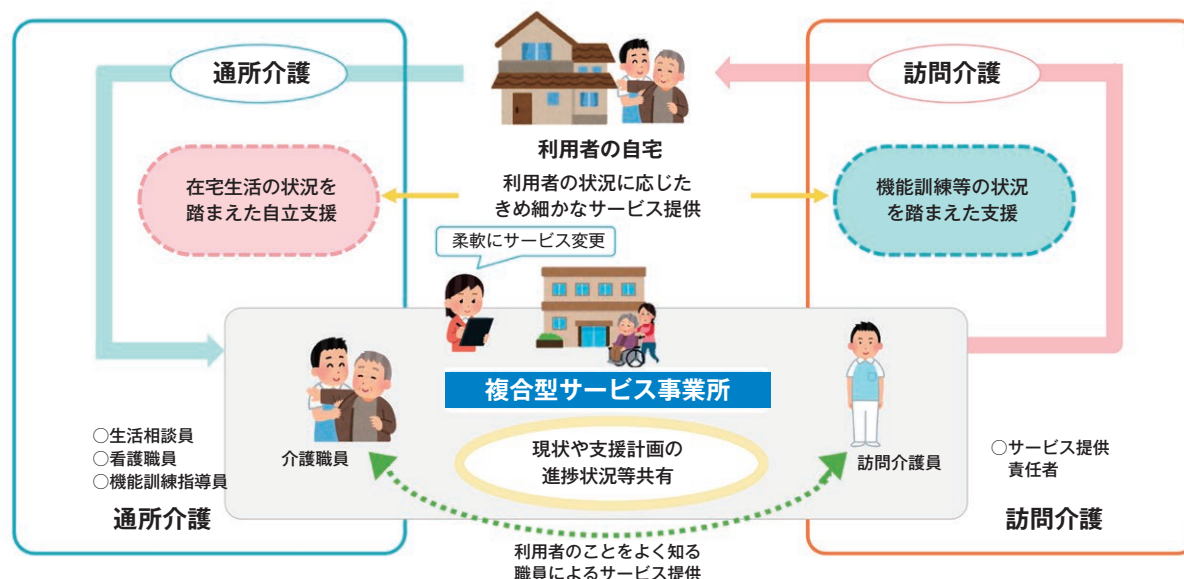 通所介護
訪問介護
利用者の自宅
在宅生活の状況を
踏まえた自立支援
利用者の状況に応じた
きめ細かなサービス提供
機能訓練等の状況
を踏まえた支援
柔軟にサービス変更
複合型サービス事業所
現状や支援計画の
進捗状況等共有
介護職員
訪問介護員
○生活相談員
○看護職員
○機能訓練指導員
通所介護
○サービス提供
責任者
訪問介護
利用者のことをよく知る
職員によるサービス提供